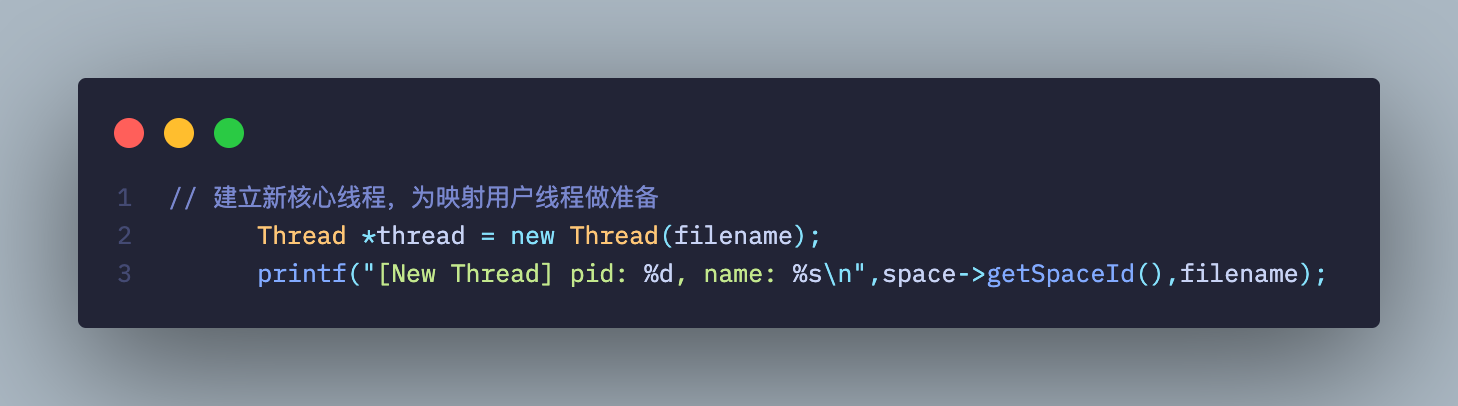 1 // 建立新核心线程，为映射用户线程做准备
2 Thread *thread = new Thread(filename);
3 printf("[New Thread] pid: %d, name: %s\n",space->getSpaceId(),filename);